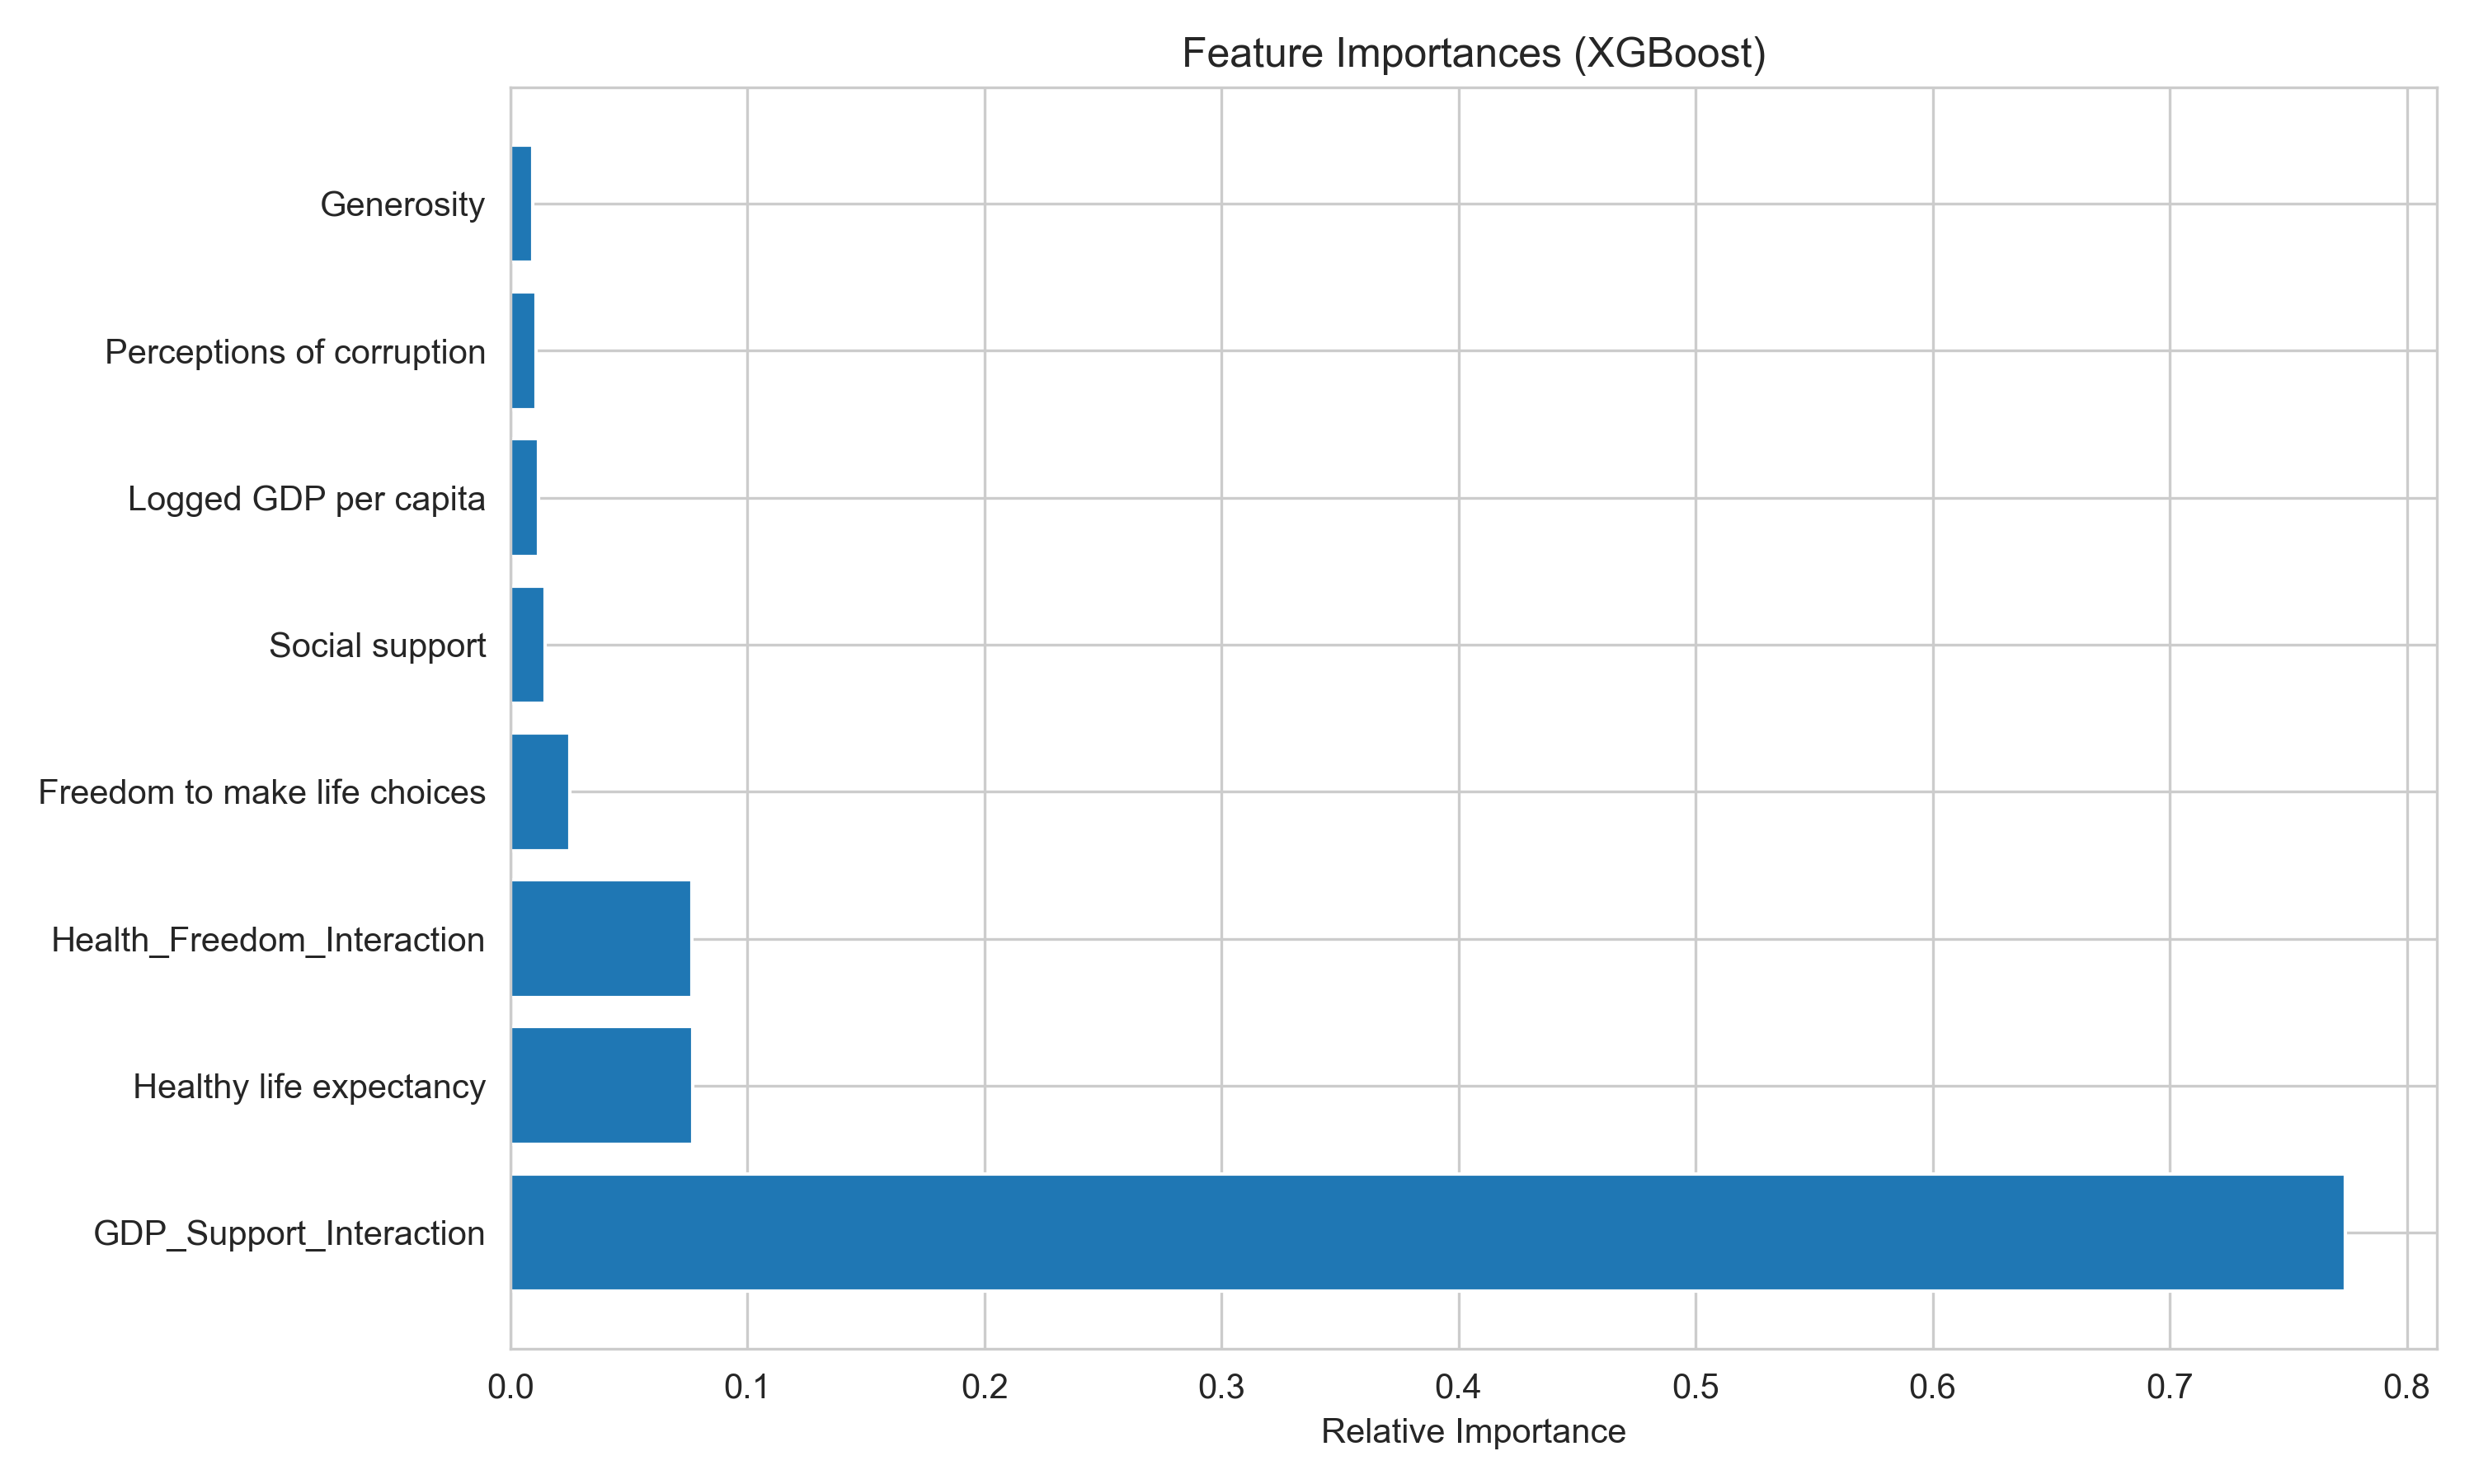 Feature Importances (XGBoost)
Generosity
Perceptions of corruption
Logged GDP per capita
Social support
Freedom to make life choices
Health_Freedom_Interaction
Healthy life expectancy
GDP_Support_Interaction
0.0 0.1 0.2 0.3 0.4 0.5 0.6 0.7 0.8
Relative Importance